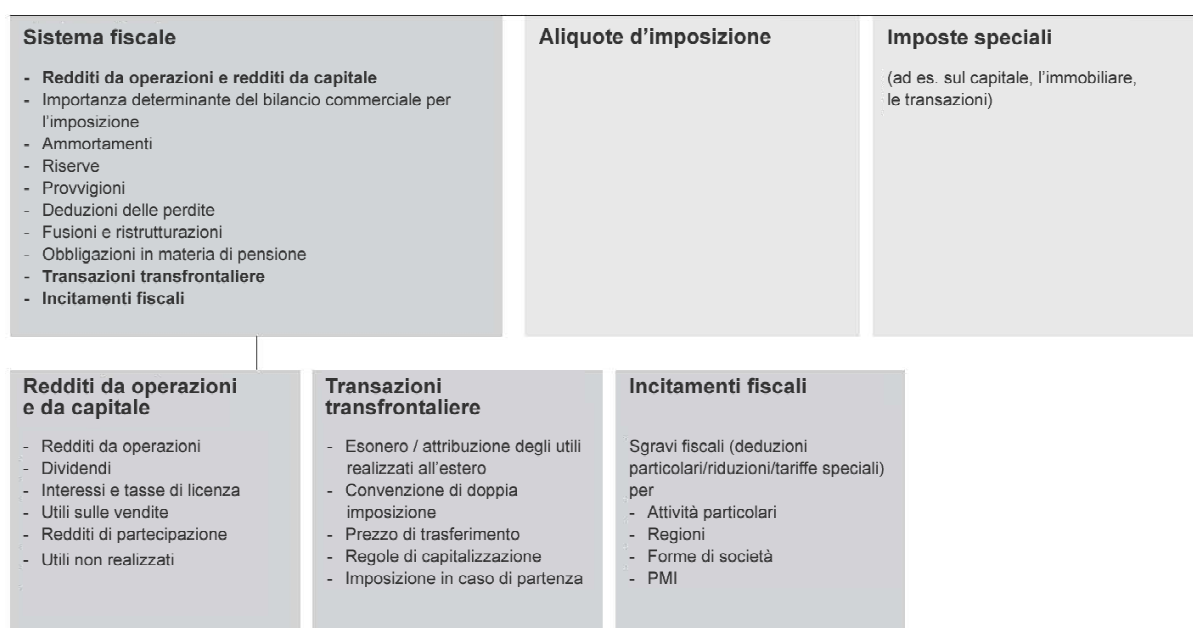 Sistema fiscale
- Redditi da operazioni e redditi da capitale
- Importanza determinante del bilancio commerciale per
l'imposizione
- Ammortamenti
- Riserve
- Provvigioni
- Deduzioni delle perdite
- Fusioni e ristrutturazioni
- Obbligazioni in materia di pensione
- Transazioni transfrontaliere
- Incitamenti fiscali
Aliquote d'imposizione
Imposte speciali
(ad es. sul capitale, l'immobiliare,
le transazioni)
Redditi da operazioni
e da capitale
- Redditi da operazioni
- Dividendi
- Interessi e tasse di licenza
- Utili sulle vendite
- Redditi di partecipazione
- Utili non realizzati
Transazioni
transfrontaliere
- Esonero / attribuzione degli utili
realizzati all'estero
- Convenzione di doppia
imposizione
- Prezzo di trasferimento
- Regole di capitalizzazione
- Imposizione in caso di partenza
Incitamenti fiscali
Sgravi fiscali (deduzioni
particolari/riduzioni/tariffe speciali)
per
- Attività particolari
- Regioni
- Forme di società
- PMI